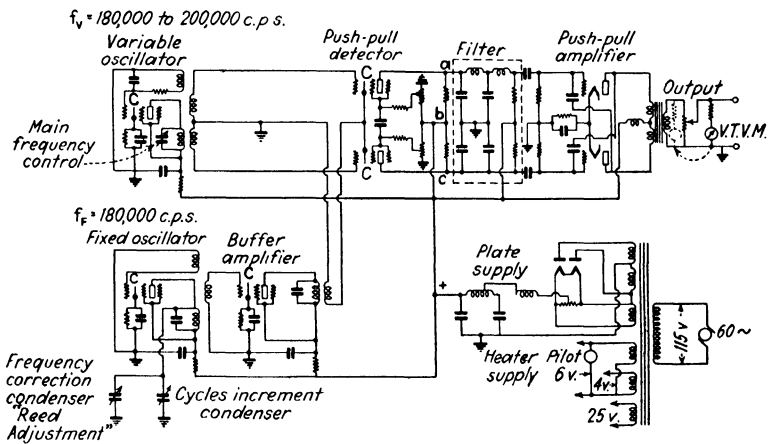 f_V = 180,000 to 200,000 c.p.s.
Variable
oscillator
Push-pull
detector
Filter
Push-pull
amplifier
Output
C
C
C
a
b
c
V.T.V.M.
Main
frequency
control
f_F = 180,000 c.p.s.
Fixed oscillator
Buffer
amplifier
C
C
Plate
supply
+
115 v
60~
Heater
supply
Pilot
6 v.
4 v.
25 v.
Frequency
correction
condenser
"Reed
Adjustment"
Cycles increment
condenser